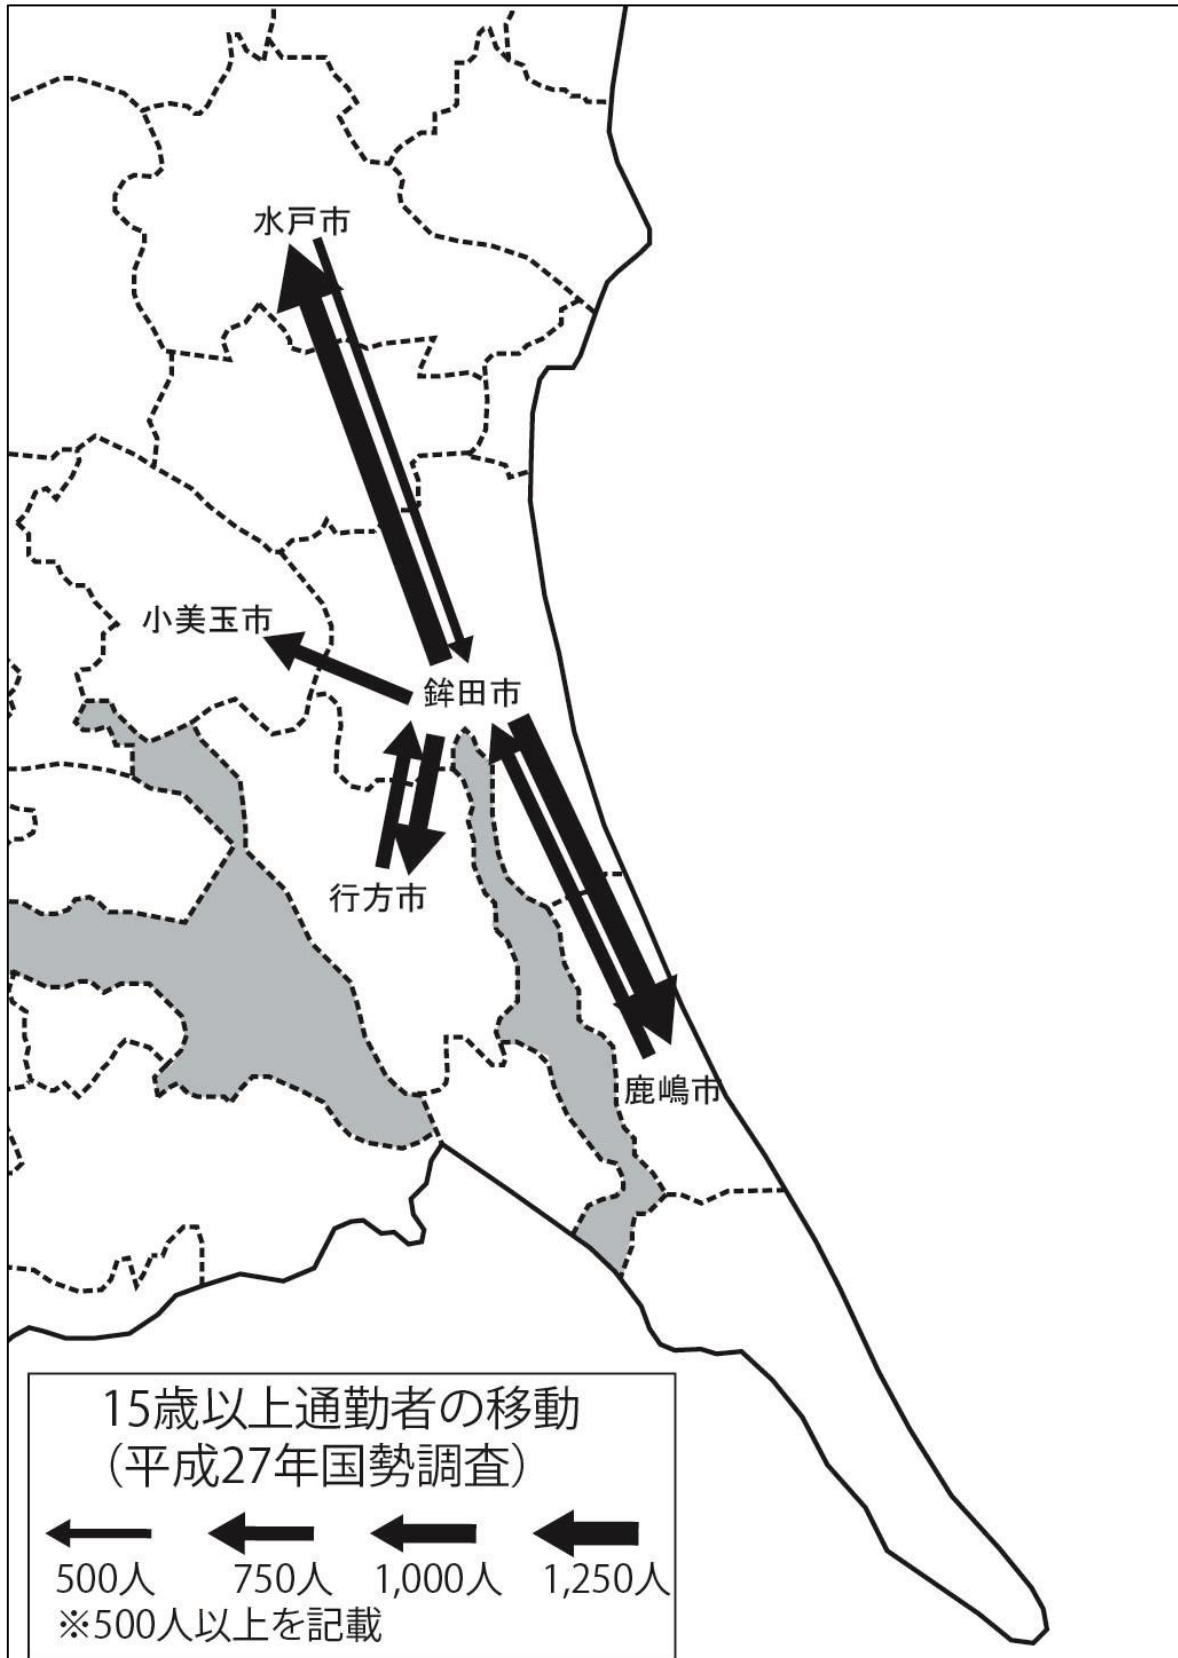 水戸市
小美玉市
鉾田市
行方市
鹿嶋市
15歳以上通勤者の移動
（平成27年国勢調査）
500人 750人 1,000人 1,250人
※500人以上を記載